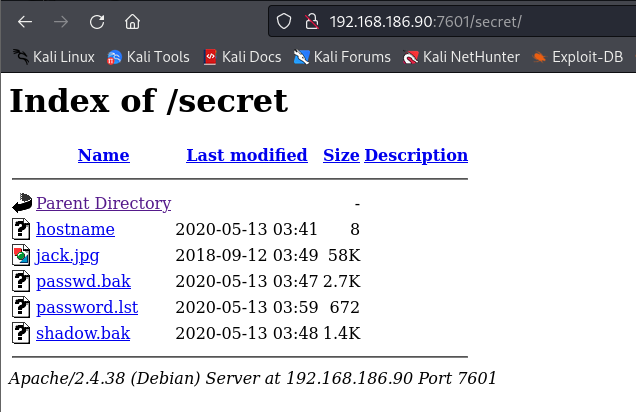 192.168.186.90:7601/secret/
Kali Linux Kali Tools Kali Docs Kali Forums Kali NetHunter Exploit-DB
Index of /secret
Name Last modified Size Description
Parent Directory -
hostname 2020-05-13 03:41 8
jack.jpg 2018-09-12 03:49 58K
passwd.bak 2020-05-13 03:47 2.7K
password.lst 2020-05-13 03:59 672
shadow.bak 2020-05-13 03:48 1.4K
Apache/2.4.38 (Debian) Server at 192.168.186.90 Port 7601